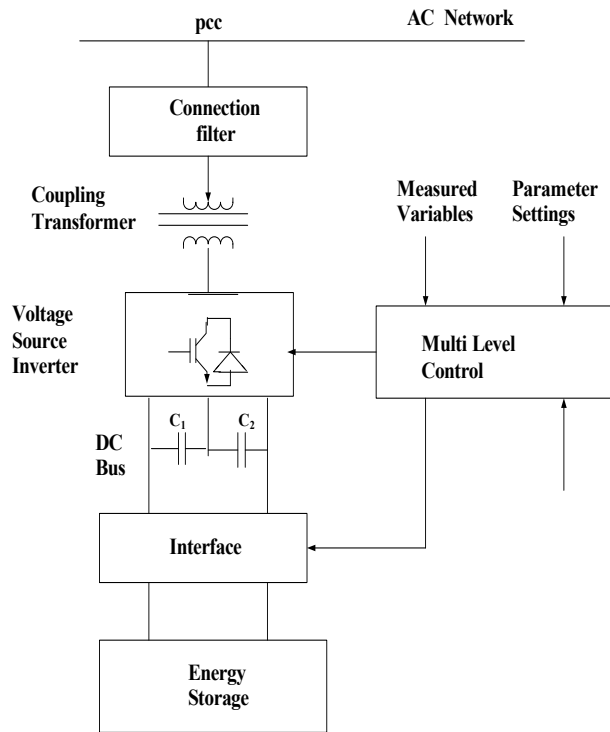 pcc
AC Network
Connection
filter
Coupling
Transformer
Measured
Variables
Parameter
Settings
Voltage
Source
Inverter
Multi Level
Control
C₁
C₂
DC
Bus
Interface
Energy
Storage